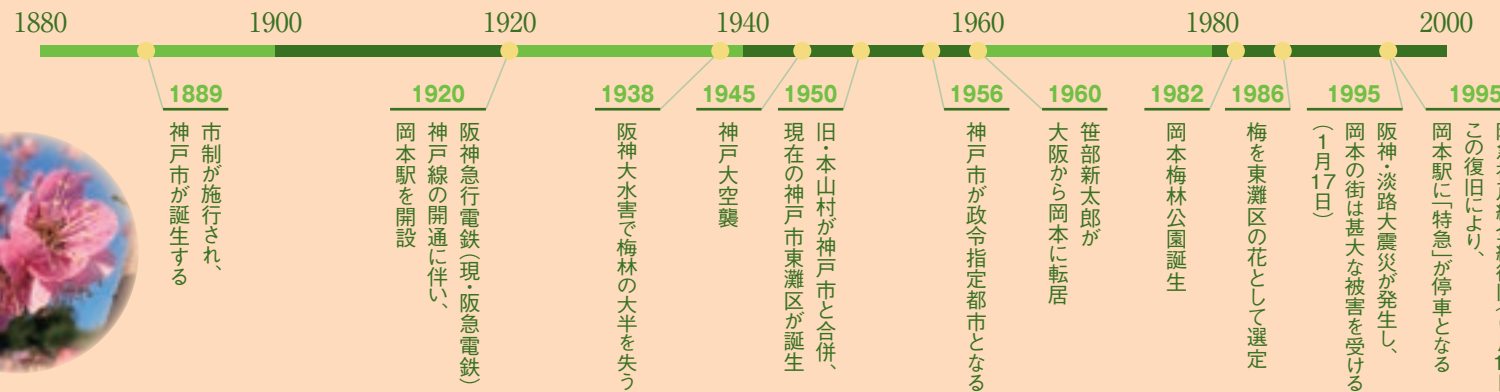 1880
1900
1920
1940
1960
1980
2000
1889
市制が施行され、
神戸市が誕生する
1920
阪神急行電鉄(現・阪急電鉄)
神戸線の開通に伴い、
岡本駅を開設
1938
阪神大水害で梅林の大半を失う
1945
神戸大空襲
1950
旧・本山村が神戸市と合併、
現在の神戸市東灘区が誕生
1956
神戸市が政令指定都市となる
1960
笹部新太郎が
大阪から岡本に転居
1982
岡本梅林公園誕生
1986
梅を東灘区の花として選定
1995
阪神・淡路大震災が発生し、
岡本の街は甚大な被害を受ける
(1月17日)
1995
この復旧により、
岡本駅に「特急」が停車となる